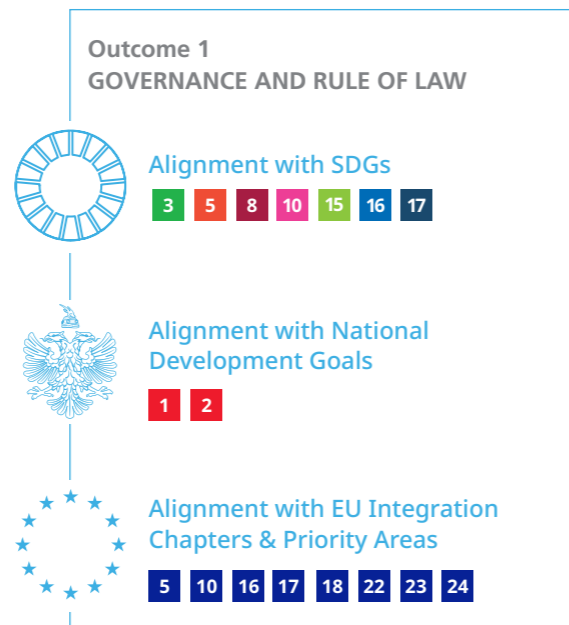 Outcome 1
GOVERNANCE AND RULE OF LAW
Alignment with SDGs
3 5 8 10 15 16 17
Alignment with National
Development Goals
1 2
Alignment with EU Integration
Chapters & Priority Areas
5 10 16 17 18 22 23 24